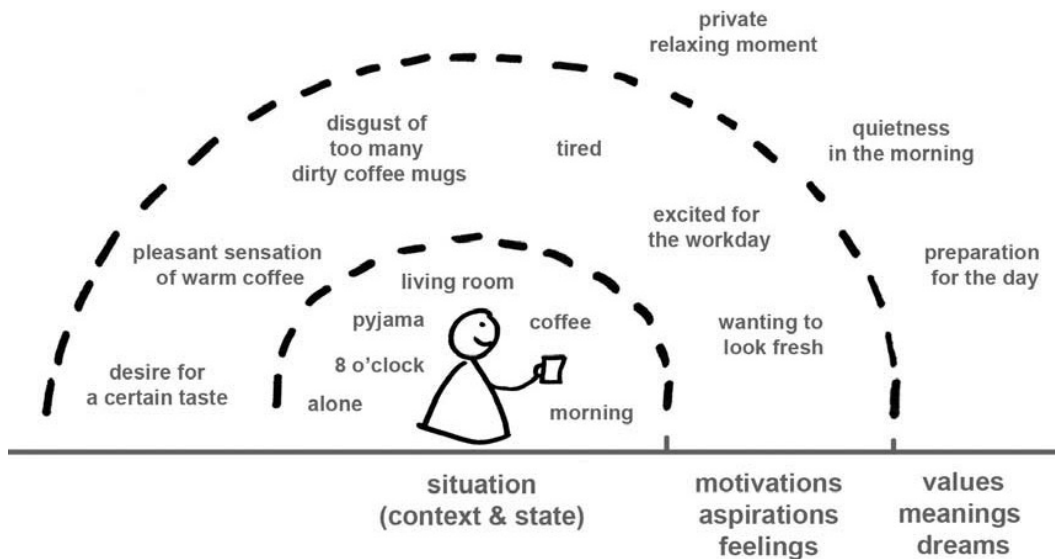 private
relaxing moment
disgust of
too many
dirty coffee mugs
tired
quietness
in the morning
excited for
the workday
pleasant sensation
of warm coffee
preparation
for the day
living room
pyjama
coffee
wanting to
look fresh
8 o'clock
desire for
a certain taste
alone
morning
situation
(context & state)
motivations
aspirations
feelings
values
meanings
dreams